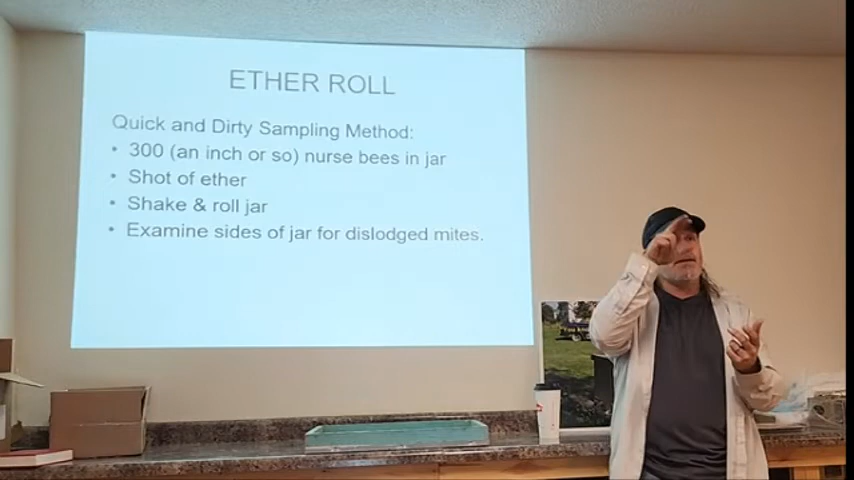 ETHER ROLL
Quick and Dirty Sampling Method:
• 300 (an inch or so) nurse bees in jar
• Shot of ether
• Shake & roll jar
• Examine sides of jar for dislodged mites.